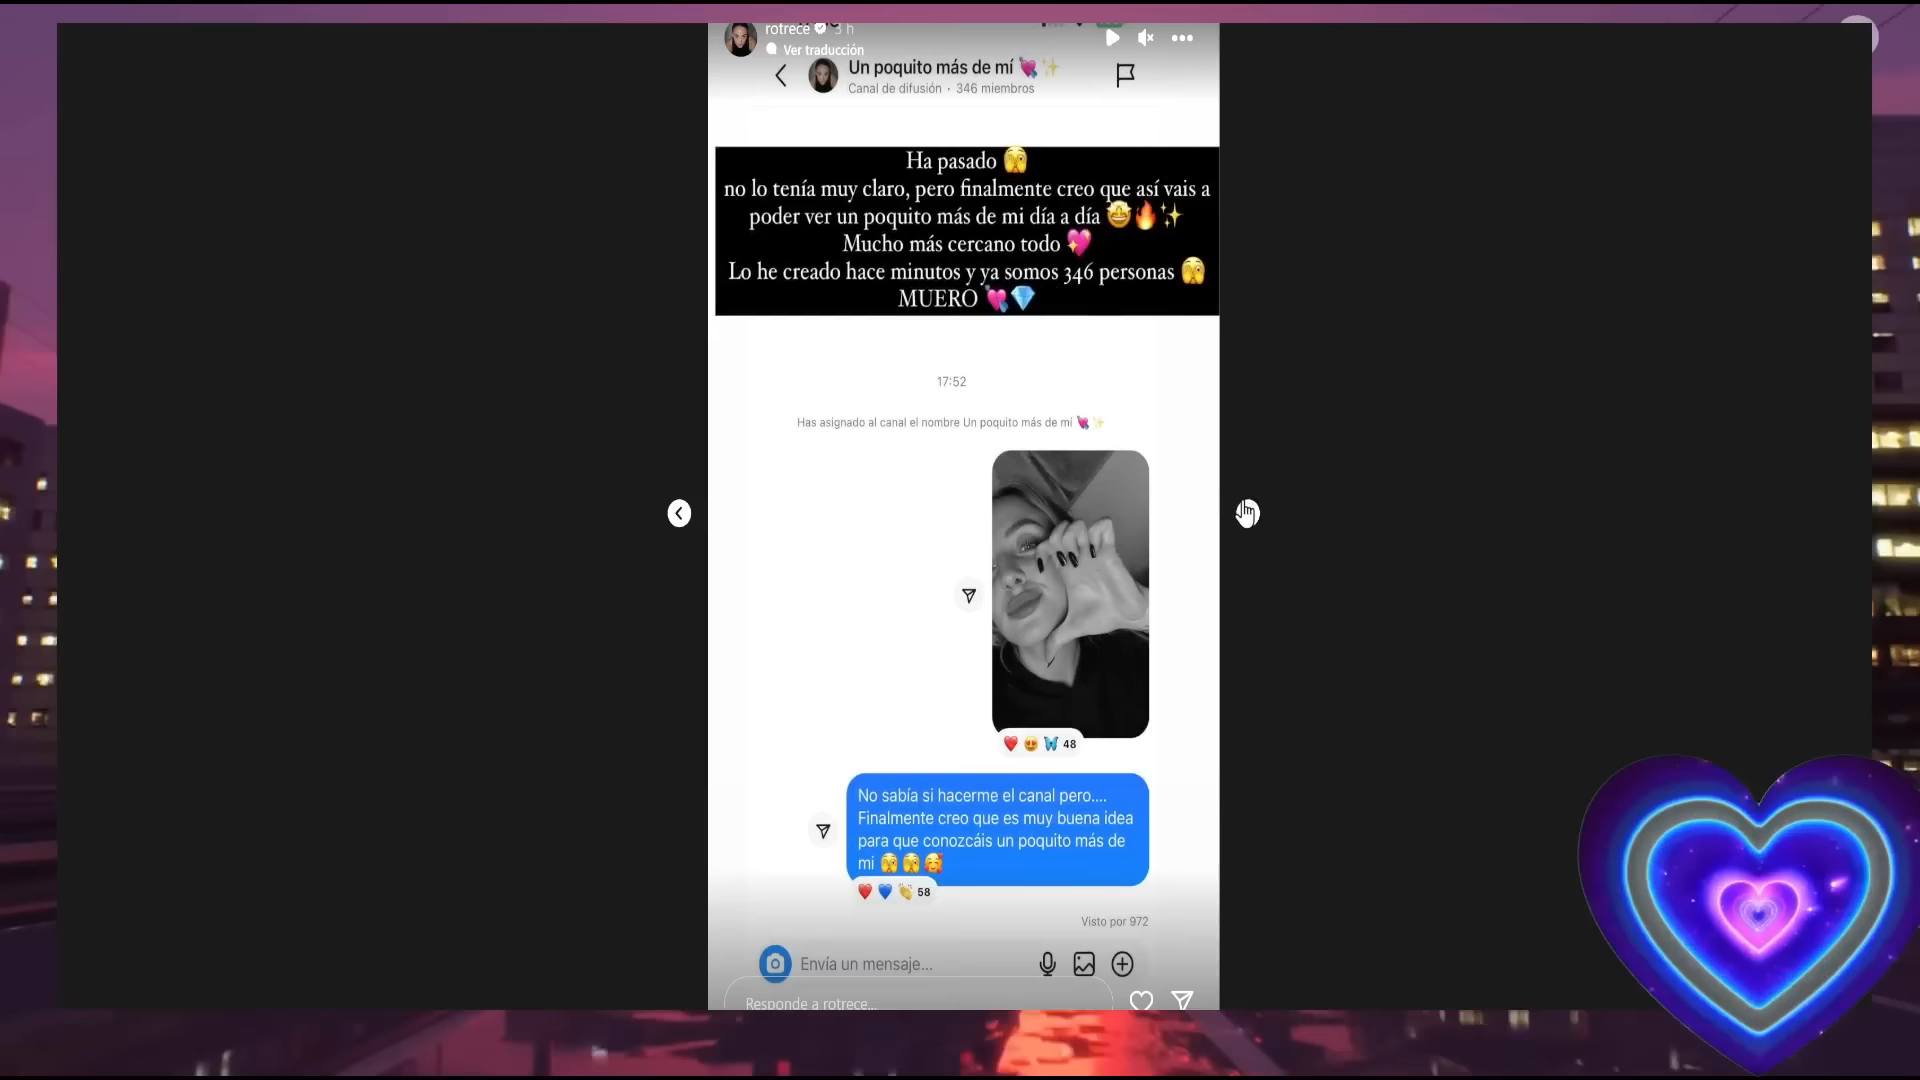 rotrece 3 h
Ver traducción
Un poquito más de mí 💘✨
Canal de difusión · 346 miembros
Ha pasado 🫣
no lo tenía muy claro, pero finalmente creo que así vais a
poder ver un poquito más de mi día a día 🤩🔥✨
Mucho más cercano todo 💖
Lo he creado hace minutos y ya somos 346 personas 🫣
MUERO 💘💎
17:52
Has asignado al canal el nombre Un poquito más de mí 💘✨
❤️😍🦋 48
No sabía si hacerme el canal pero....
Finalmente creo que es muy buena idea
para que conozcáis un poquito más de
mi 🫣🫣🥰
❤️💙👏 58
Visto por 972
Envía un mensaje...
Responde a rotrece...